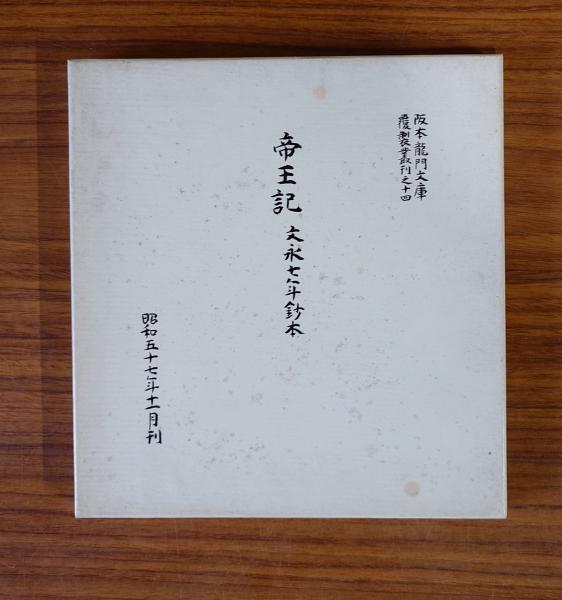 阪本龍門文庫
覆製叢刊之十四
帝王記 文永七年鈔本
昭和五十七年十一月刊